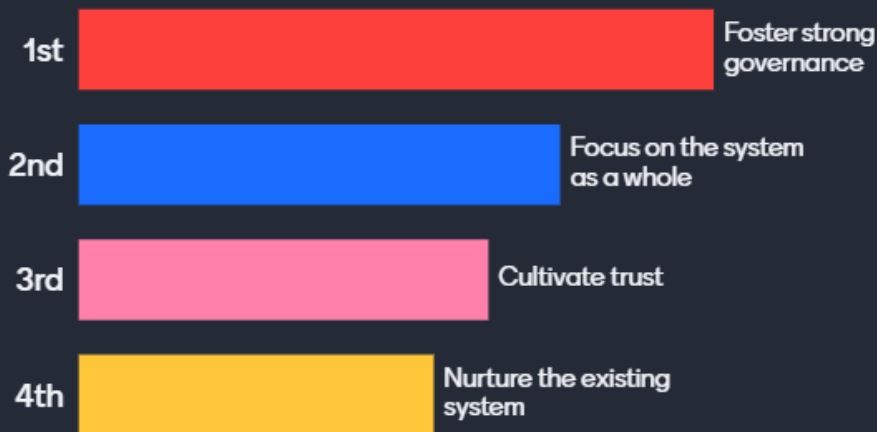 1st
Foster strong
governance
2nd
Focus on the system
as a whole
3rd
Cultivate trust
4th
Nurture the existing
system